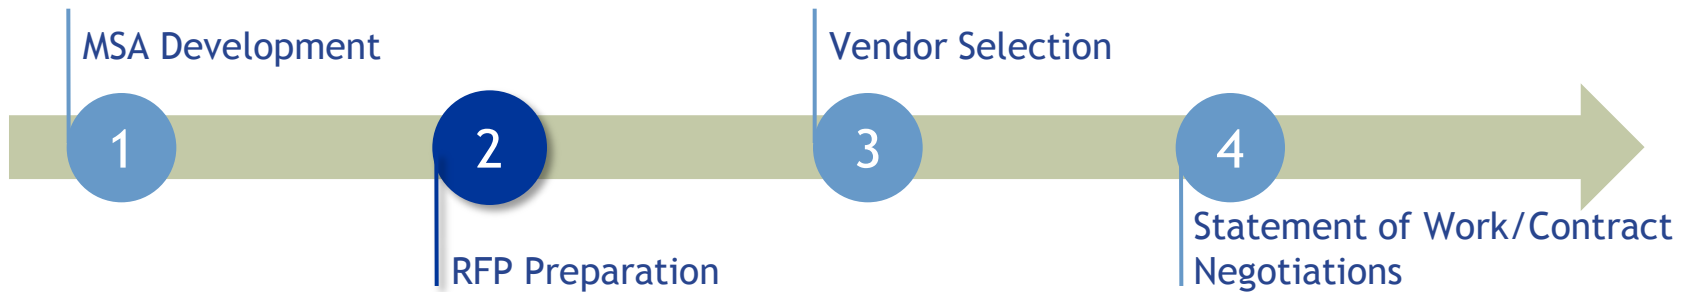 MSA Development
Vendor Selection
1
2
3
4
RFP Preparation
Statement of Work/Contract
Negotiations